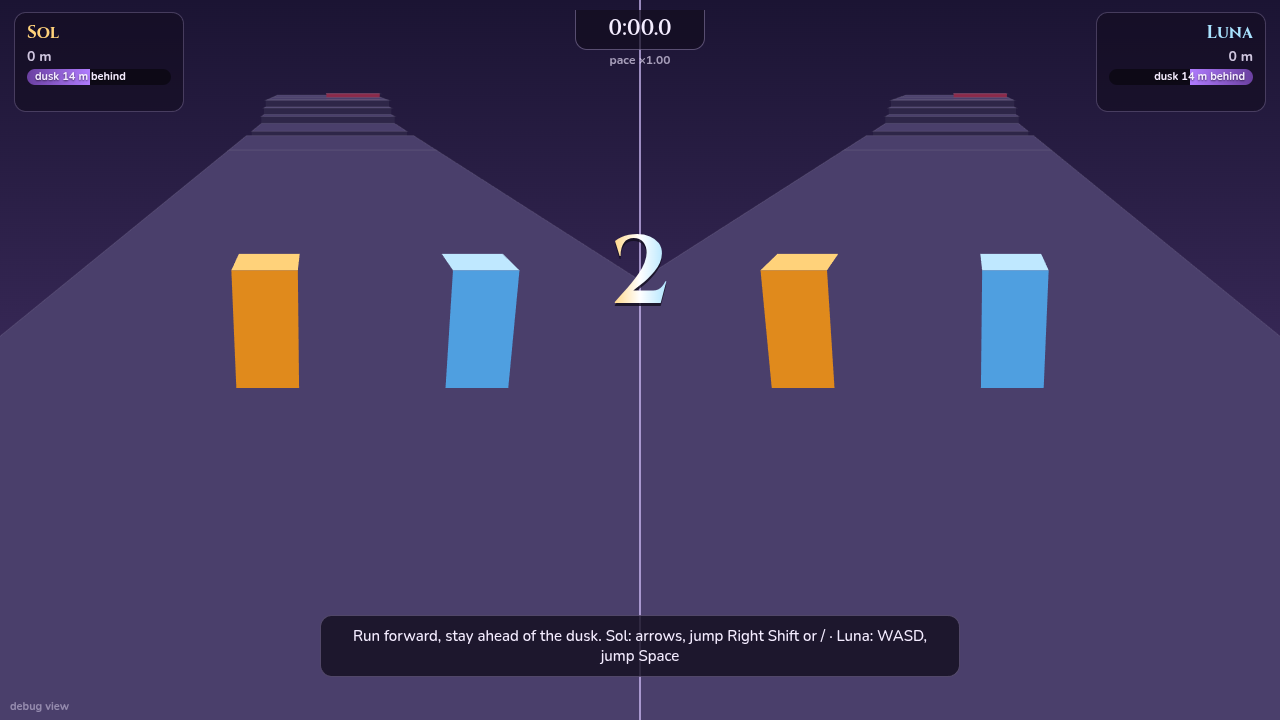 Sol
0 m
dusk 14 m behind
0:00.0
pace ×1.00
Luna
0 m
dusk 14 m behind
2
Run forward, stay ahead of the dusk. Sol: arrows, jump Right Shift or / · Luna: WASD,
jump Space
debug view